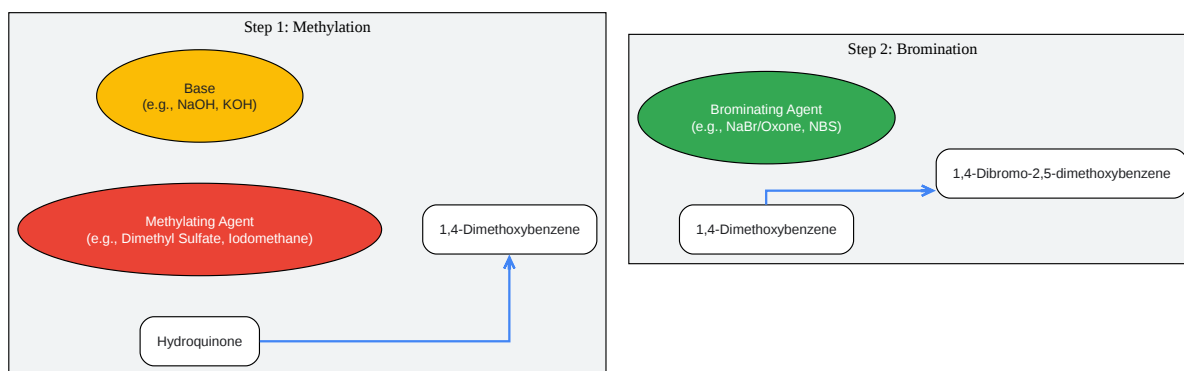 Step 1: Methylation
Base
(e.g., NaOH, KOH)
Methylating Agent
(e.g., Dimethyl Sulfate, Iodomethane)
1,4-Dimethoxybenzene
Hydroquinone
Step 2: Bromination
Brominating Agent
(e.g., NaBr/Oxone, NBS)
1,4-Dibromo-2,5-dimethoxybenzene
1,4-Dimethoxybenzene